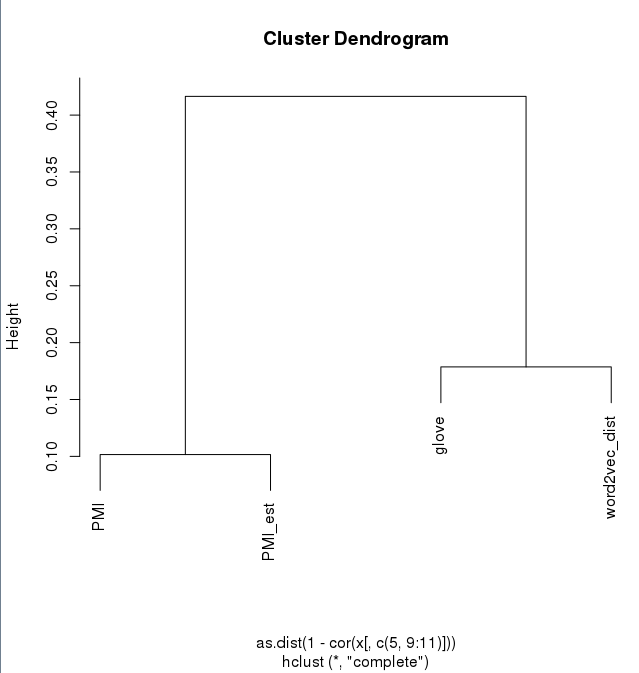 Cluster Dendrogram
Height
0.40
0.35
0.30
0.25
0.20
0.15
0.10
PMI
PMI_est
glove
word2vec_dist
as.dist(1 - cor(x[, c(5, 9:11)]))
hclust (*, "complete")